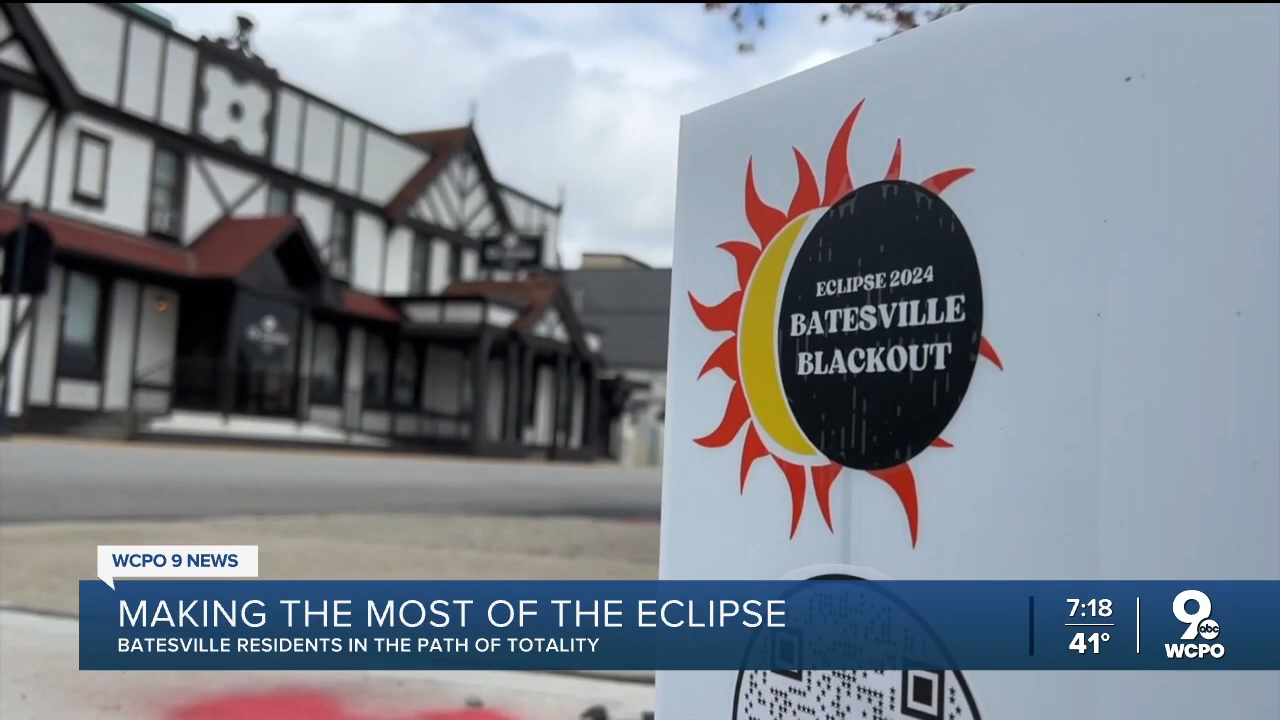 ECLIPSE 2024
BATESVILLE
BLACKOUT
WCPO 9 NEWS
MAKING THE MOST OF THE ECLIPSE
BATESVILLE RESIDENTS IN THE PATH OF TOTALITY
7:18
41°
9
abc
WCPO